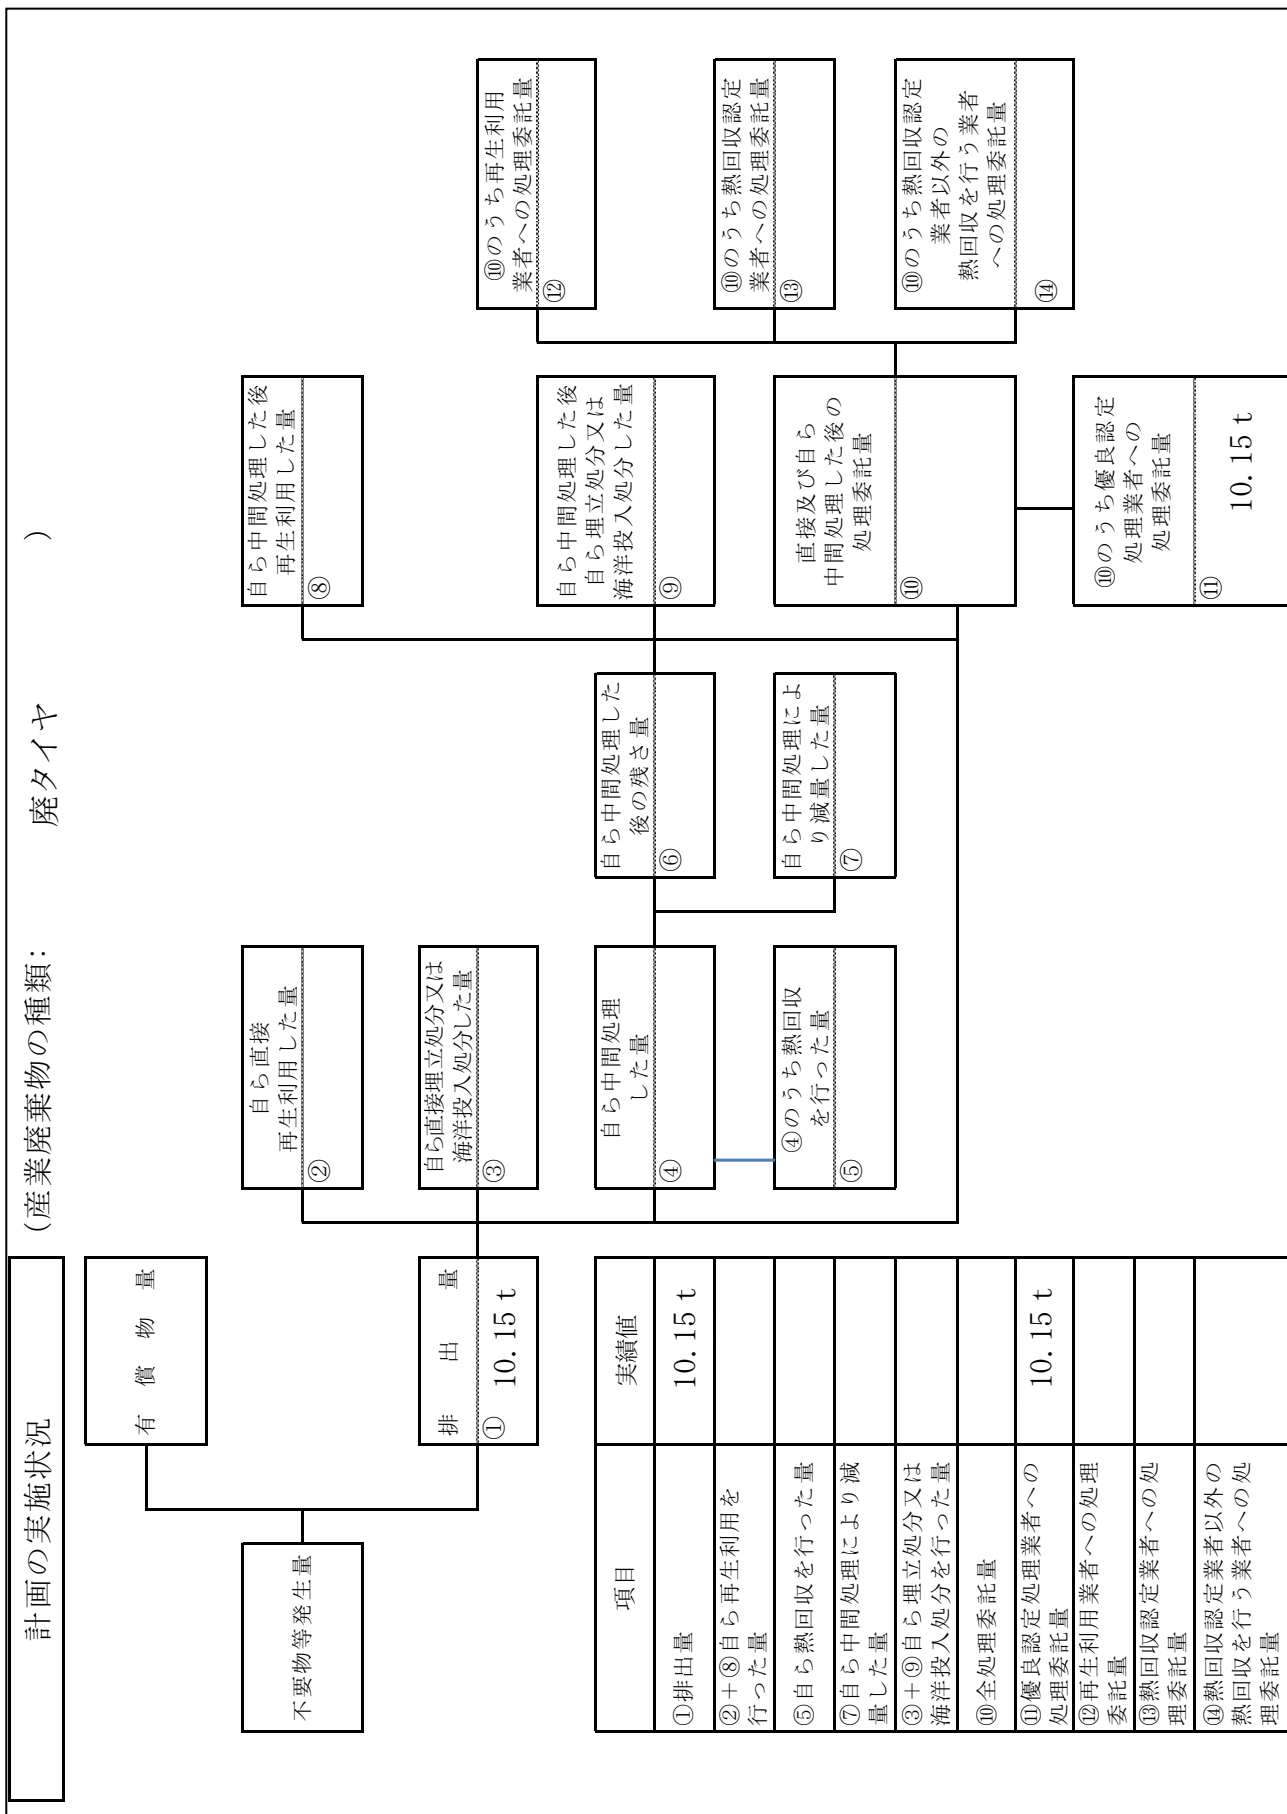 計画の実施状況
(産業廃棄物の種類: 廃タイヤ )
不要物等発生量
有償物量
排出量
① 10.15 t
自ら直接
再生利用した量
②
自ら直接埋立処分又は
海洋投入処分した量
③
自ら中間処理
した量
④
④のうち熱回収
を行った量
⑤
自ら中間処理した
後の残さ量
⑥
自ら中間処理によ
り減量した量
⑦
自ら中間処理した後
再生利用した量
⑧
自ら中間処理した後
自ら埋立処分又は
海洋投入処分した量
⑨
直接及び自ら
中間処理した後の
処理委託量
⑩
⑩のうち優良認定
処理業者への
処理委託量
⑪
10.15 t
⑩のうち再生利用
業者への処理委託量
⑫
⑩のうち熱回収認定
業者への処理委託量
⑬
⑩のうち熱回収認定
業者以外の
熱回収を行う業者
への処理委託量
⑭
項目 実績値
①排出量 10.15 t
②+⑧自ら再生利用を
行った量
⑤自ら熱回収を行った量
⑦自ら中間処理により減
量した量
③+⑨自ら埋立処分又は
海洋投入処分を行った量
⑩全処理委託量
⑪優良認定処理業者への
処理委託量 10.15 t
⑫再生利用業者への処理
委託量
⑬熱回収認定業者への処
理委託量
⑭熱回収認定業者以外の
熱回収を行う業者への処
理委託量